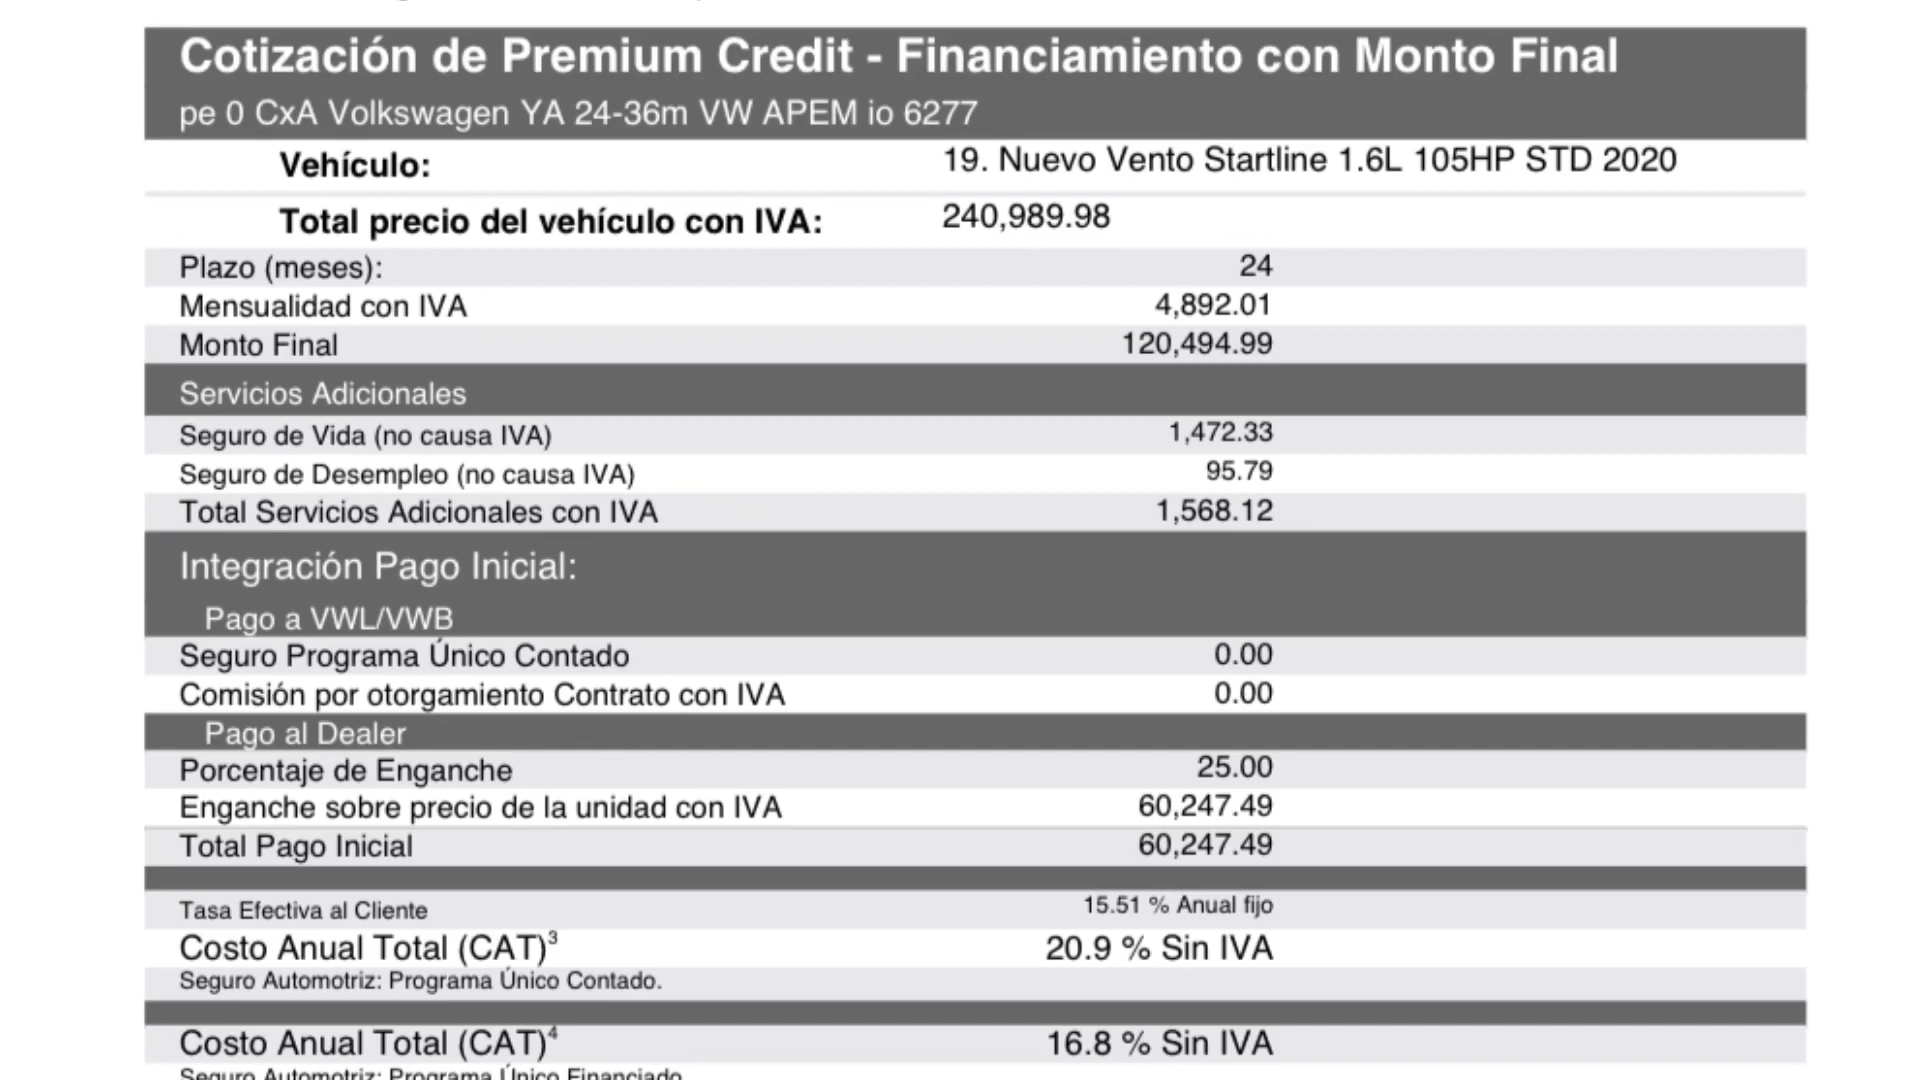 Cotización de Premium Credit - Financiamiento con Monto Final
pe 0 CxA Volkswagen YA 24-36m VW APEM io 6277
Vehículo: 19. Nuevo Vento Startline 1.6L 105HP STD 2020
Total precio del vehículo con IVA: 240,989.98
Plazo (meses): 24
Mensualidad con IVA 4,892.01
Monto Final 120,494.99
Servicios Adicionales
Seguro de Vida (no causa IVA) 1,472.33
Seguro de Desempleo (no causa IVA) 95.79
Total Servicios Adicionales con IVA 1,568.12
Integración Pago Inicial:
Pago a VWL/VWB
Seguro Programa Único Contado 0.00
Comisión por otorgamiento Contrato con IVA 0.00
Pago al Dealer
Porcentaje de Enganche 25.00
Enganche sobre precio de la unidad con IVA 60,247.49
Total Pago Inicial 60,247.49
Tasa Efectiva al Cliente 15.51 % Anual fijo
Costo Anual Total (CAT)³ 20.9 % Sin IVA
Seguro Automotriz: Programa Único Contado.
Costo Anual Total (CAT)⁴ 16.8 % Sin IVA
Seguro Automotriz: Programa Único Financiado